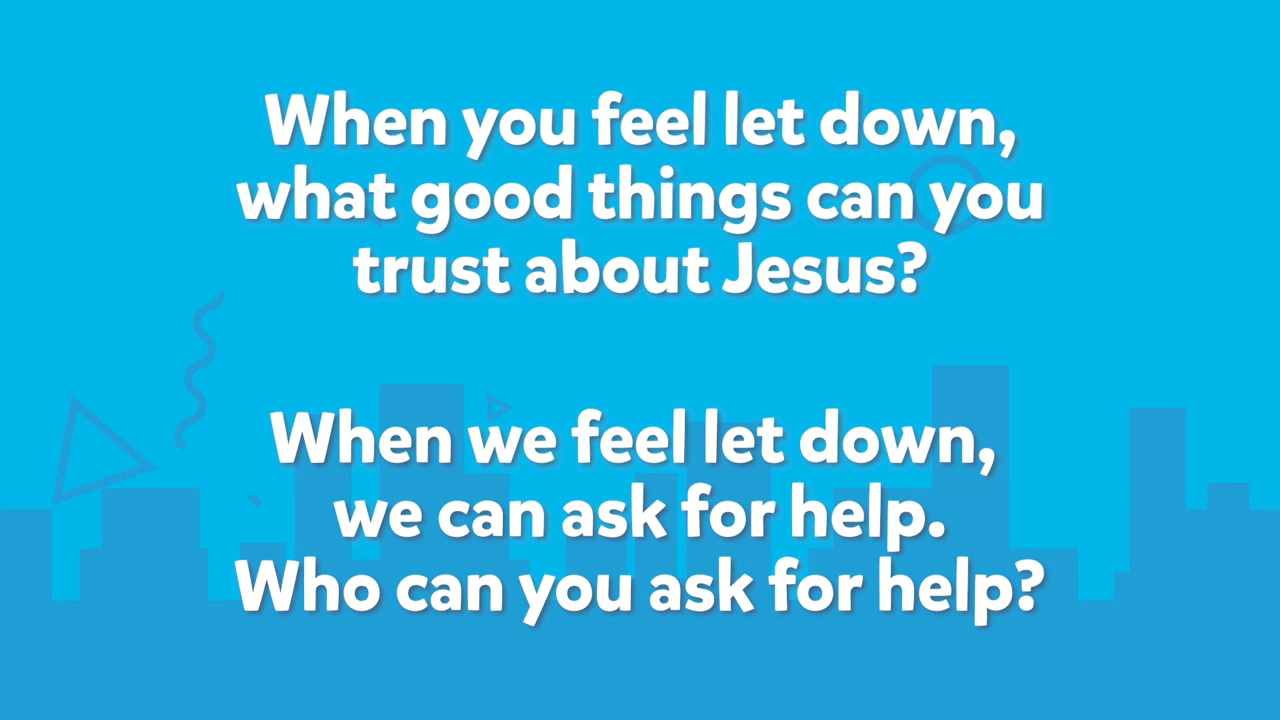 When you feel let down,
what good things can you
trust about Jesus?
When we feel let down,
we can ask for help.
Who can you ask for help?